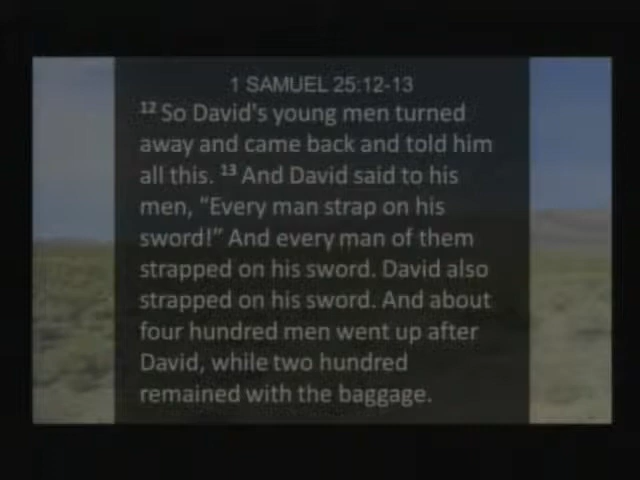 1 SAMUEL 25:12-13
12 So David's young men turned
away and came back and told him
all this. 13 And David said to his
men, “Every man strap on his
sword!” And every man of them
strapped on his sword. David also
strapped on his sword. And about
four hundred men went up after
David, while two hundred
remained with the baggage.